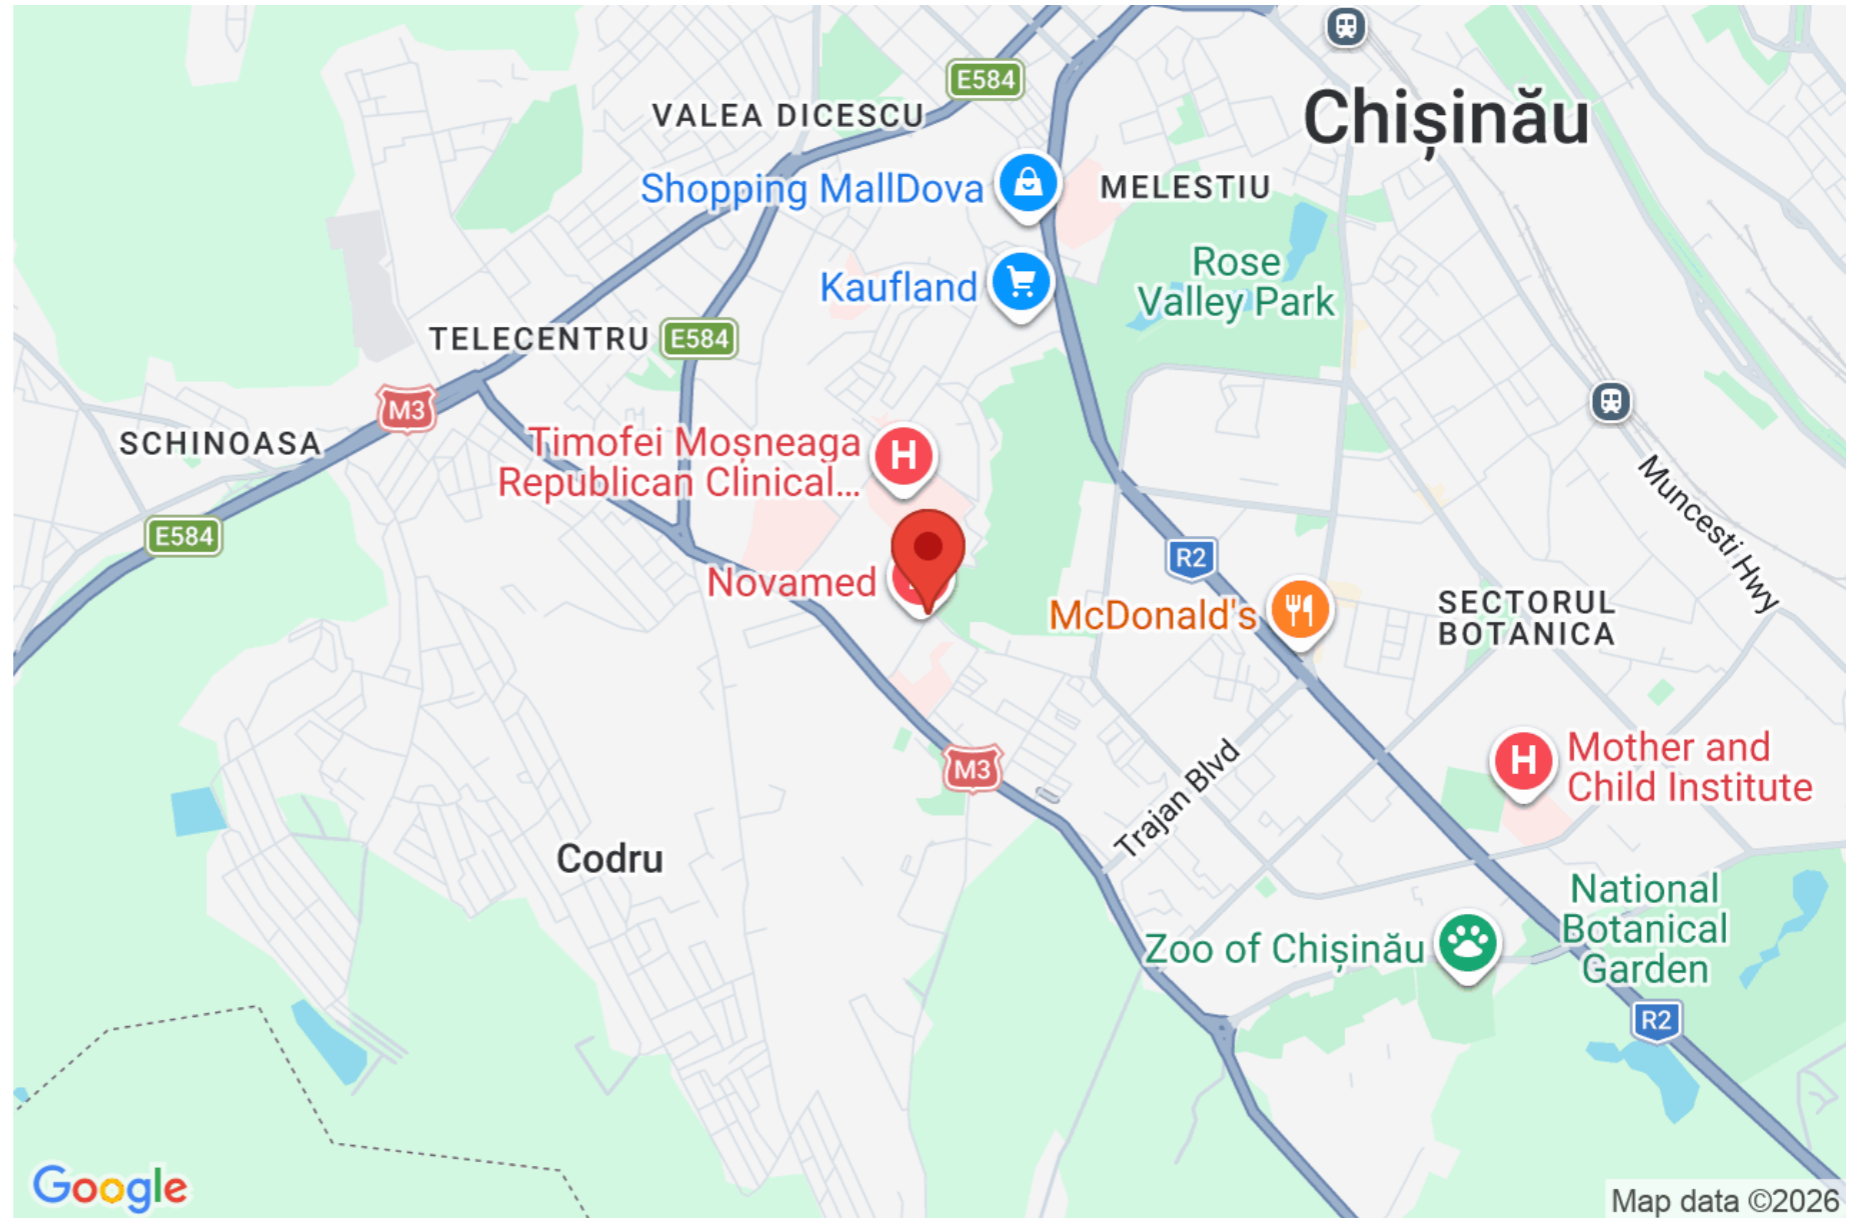 E584
VALEA DICESCU
Chișinău
Shopping MallDova
MELESTIU
Rose
Valley Park
Kaufland
TELECENTRU
E584
M3
SCHINOASA
Timofei Moșneaga
Republican Clinical...
H
Muncesti Hwy
E584
R2
Novamed
McDonald's
SECTORUL
BOTANICA
Mother and
Child Institute
H
M3
Trajan Blvd
Codru
National
Botanical
Garden
Zoo of Chișinău
R2
Google
Map data ©2026